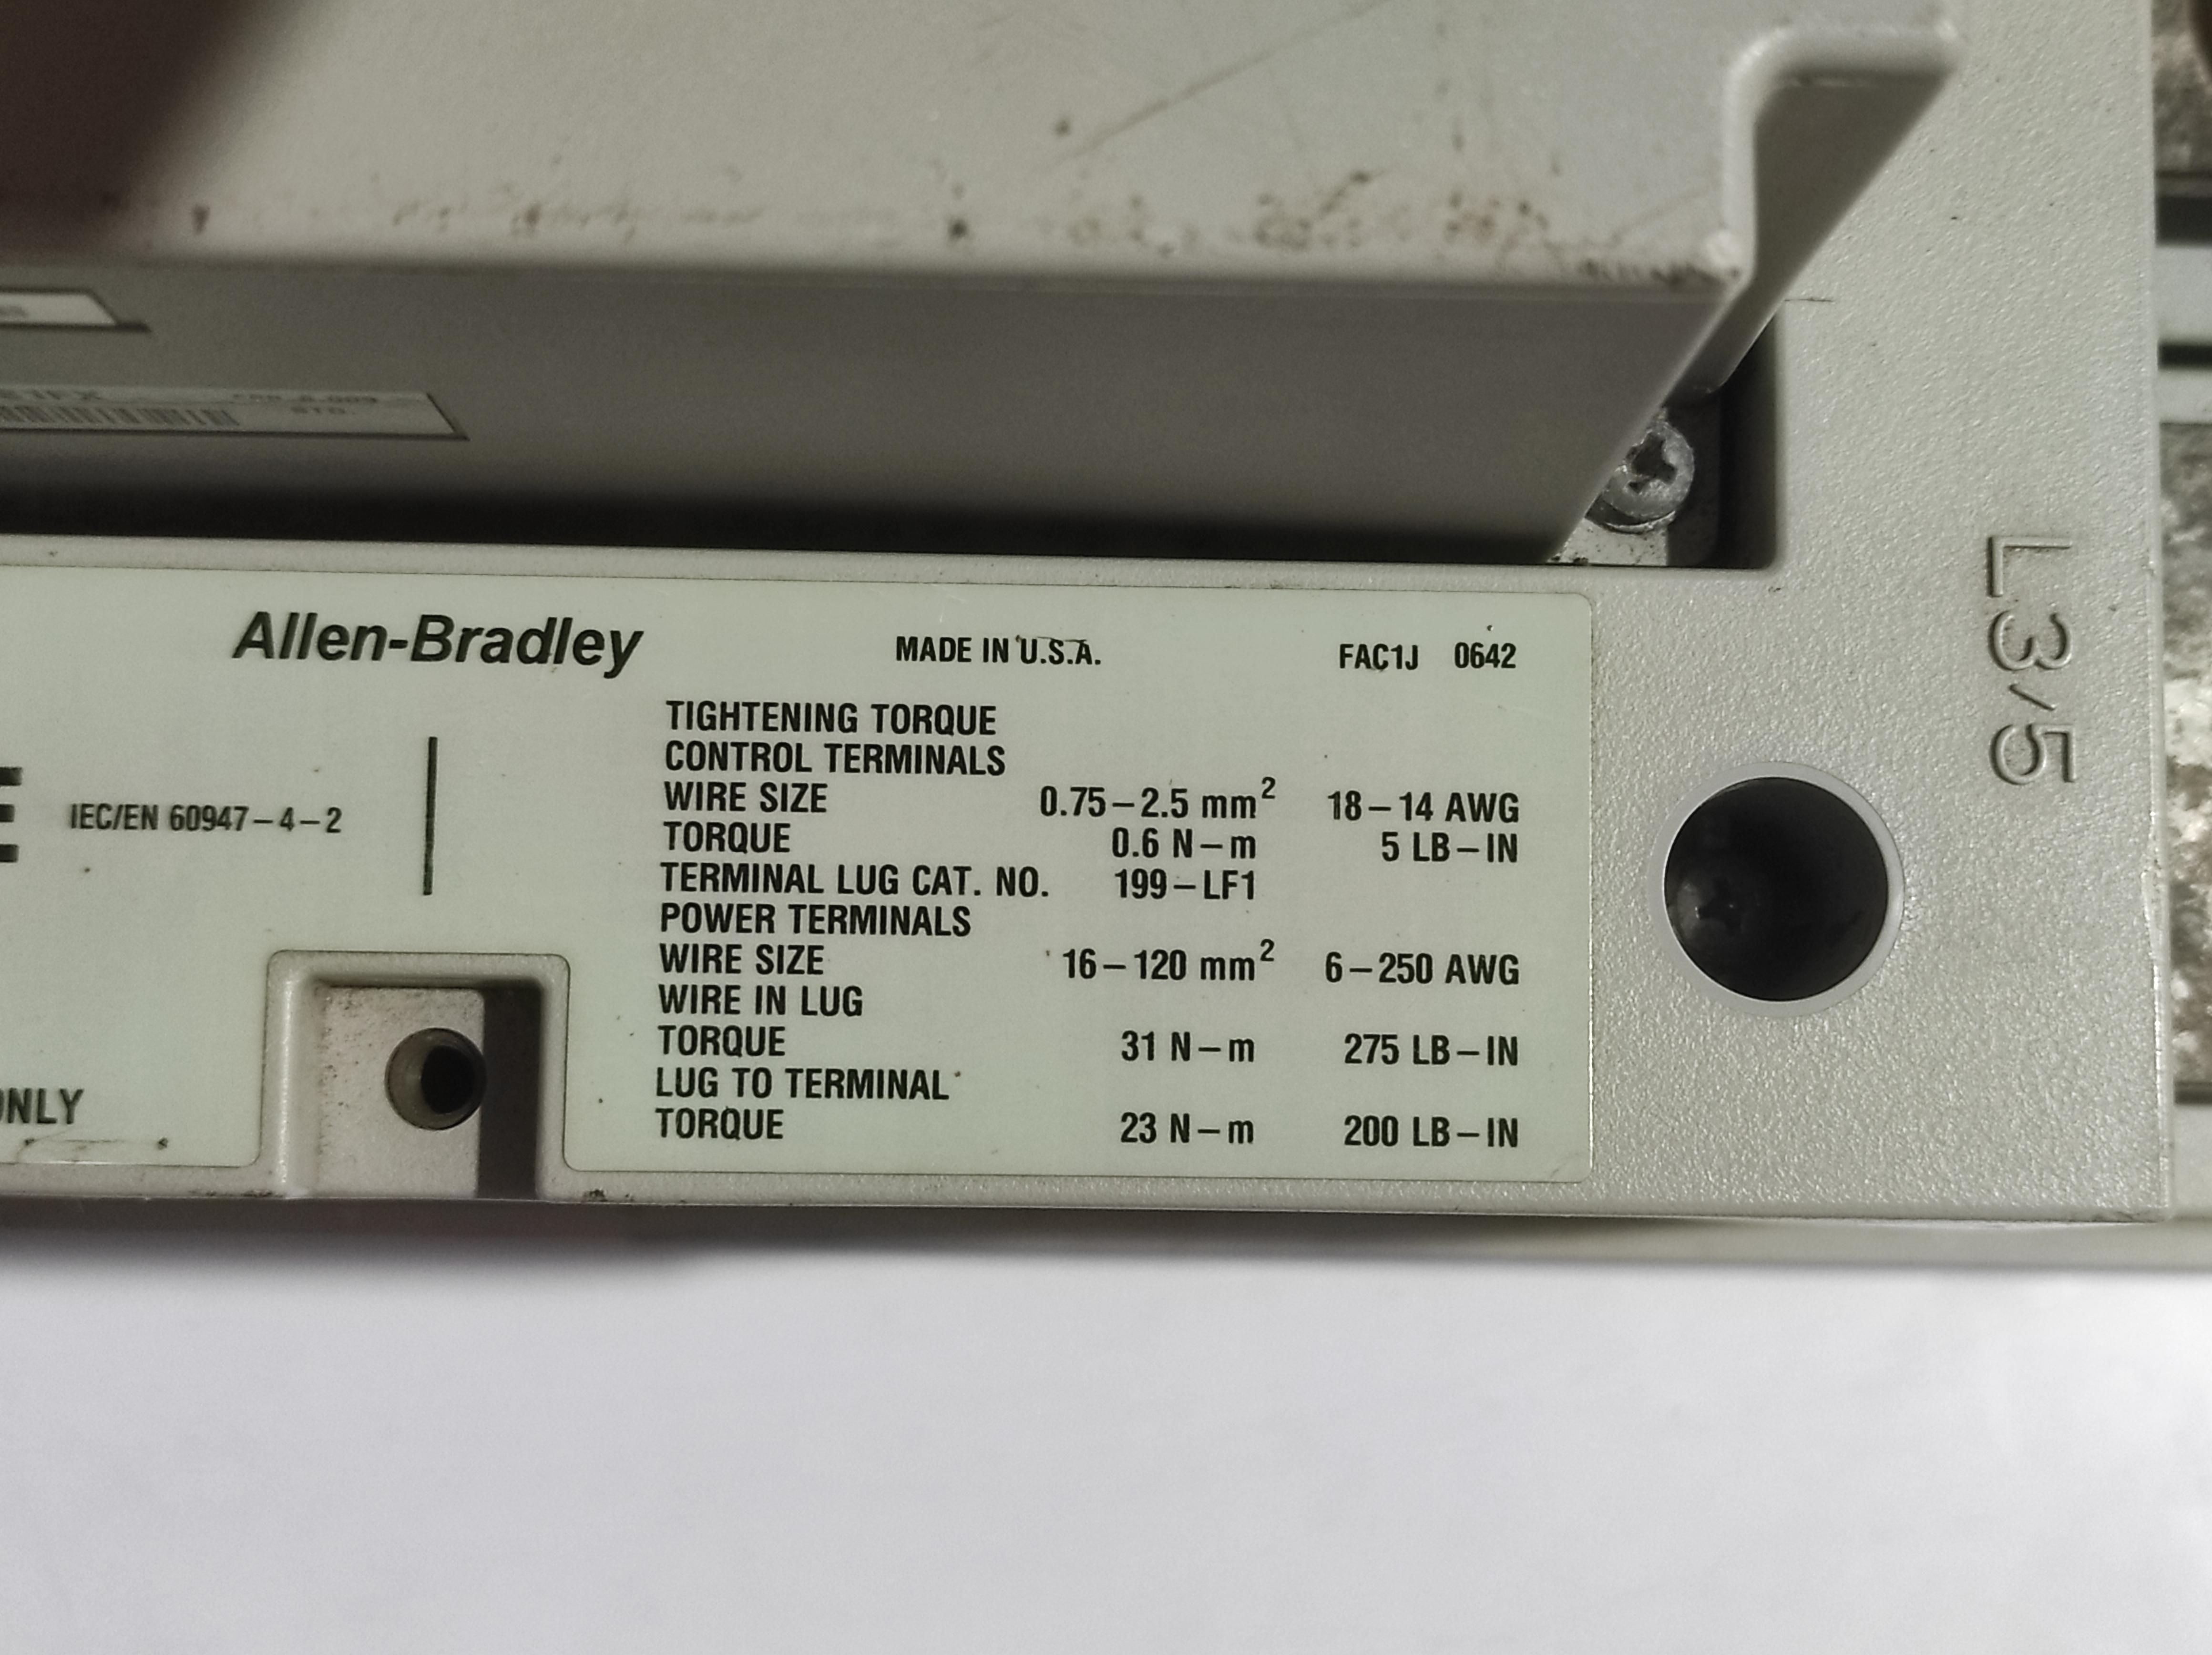 STD.
L3/5
Allen-Bradley
MADE IN U.S.A. FAC1J 0642
TIGHTENING TORQUE
CONTROL TERMINALS
WIRE SIZE 0.75–2.5 mm² 18–14 AWG
TORQUE 0.6 N–m 5 LB–IN
TERMINAL LUG CAT. NO. 199–LF1
POWER TERMINALS
WIRE SIZE 16–120 mm² 6–250 AWG
WIRE IN LUG
TORQUE 31 N–m 275 LB–IN
LUG TO TERMINAL
TORQUE 23 N–m 200 LB–IN
IEC/EN 60947–4–2